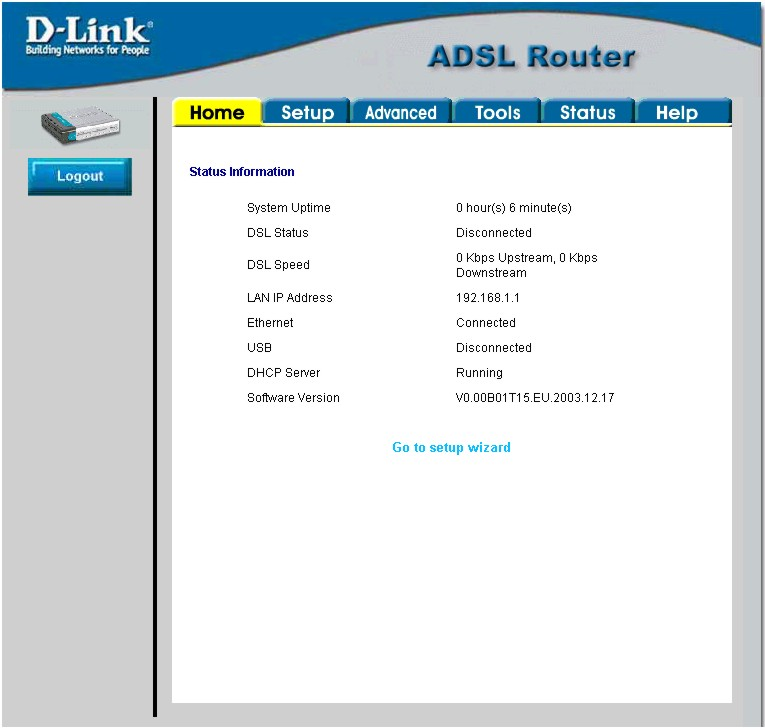 D-Link®
Building Networks for People
ADSL Router
Home Setup Advanced Tools Status Help
Logout
Status Information
System Uptime 0 hour(s) 6 minute(s)
DSL Status Disconnected
DSL Speed 0 Kbps Upstream, 0 Kbps
Downstream
LAN IP Address 192.168.1.1
Ethernet Connected
USB Disconnected
DHCP Server Running
Software Version V0.00B01T15.EU.2003.12.17
Go to setup wizard